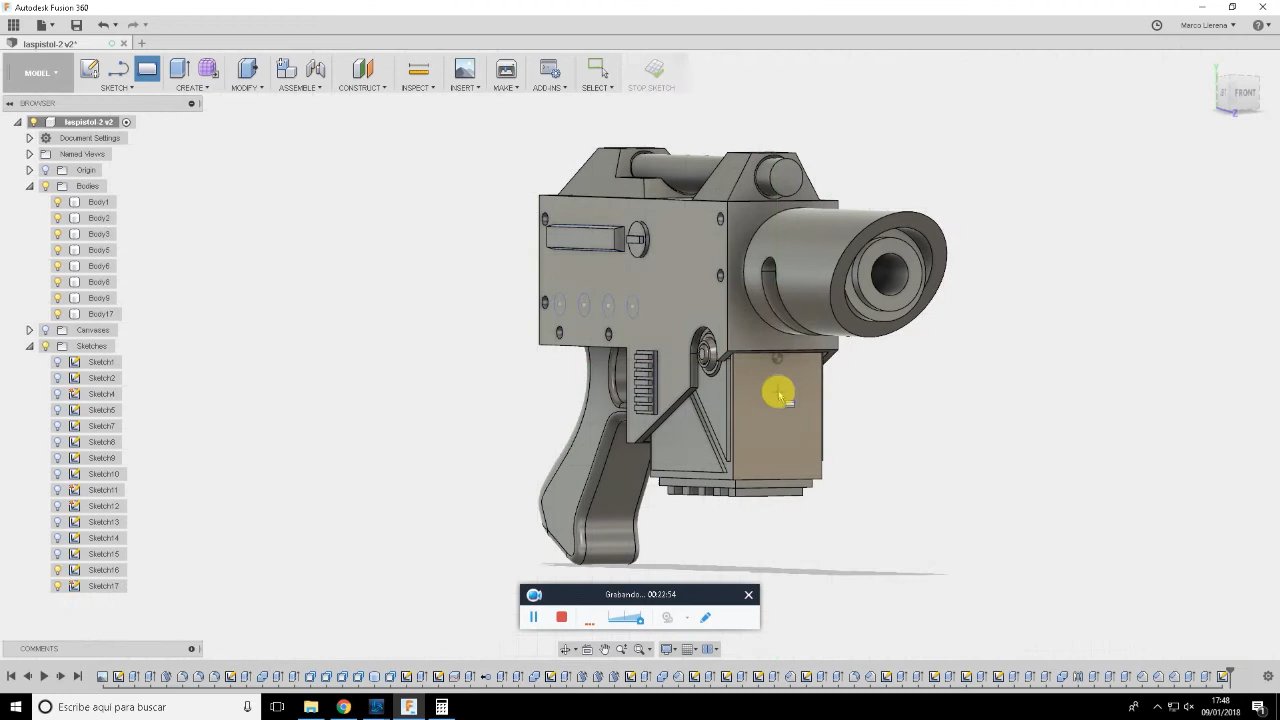 Autodesk Fusion 360
Marco Llerena
laspistol-2 v2*
MODEL
SKETCH
CREATE
MODIFY
ASSEMBLE
CONSTRUCT
INSPECT
INSERT
MAKE
ADD-INS
SELECT
STOP SKETCH
FRONT
Z
BROWSER
laspistol-2 v2
Document Settings
Named Views
Origin
Bodies
Body1
Body2
Body3
Body5
Body6
Body8
Body9
Body17
Canvases
Sketches
Sketch1
Sketch2
Sketch4
Sketch5
Sketch7
Sketch8
Sketch9
Sketch10
Sketch11
Sketch12
Sketch13
Sketch14
Sketch15
Sketch16
Sketch17
Grabando... 00:22:54
COMMENTS
Escribe aquí para buscar
17:48
09/01/2018